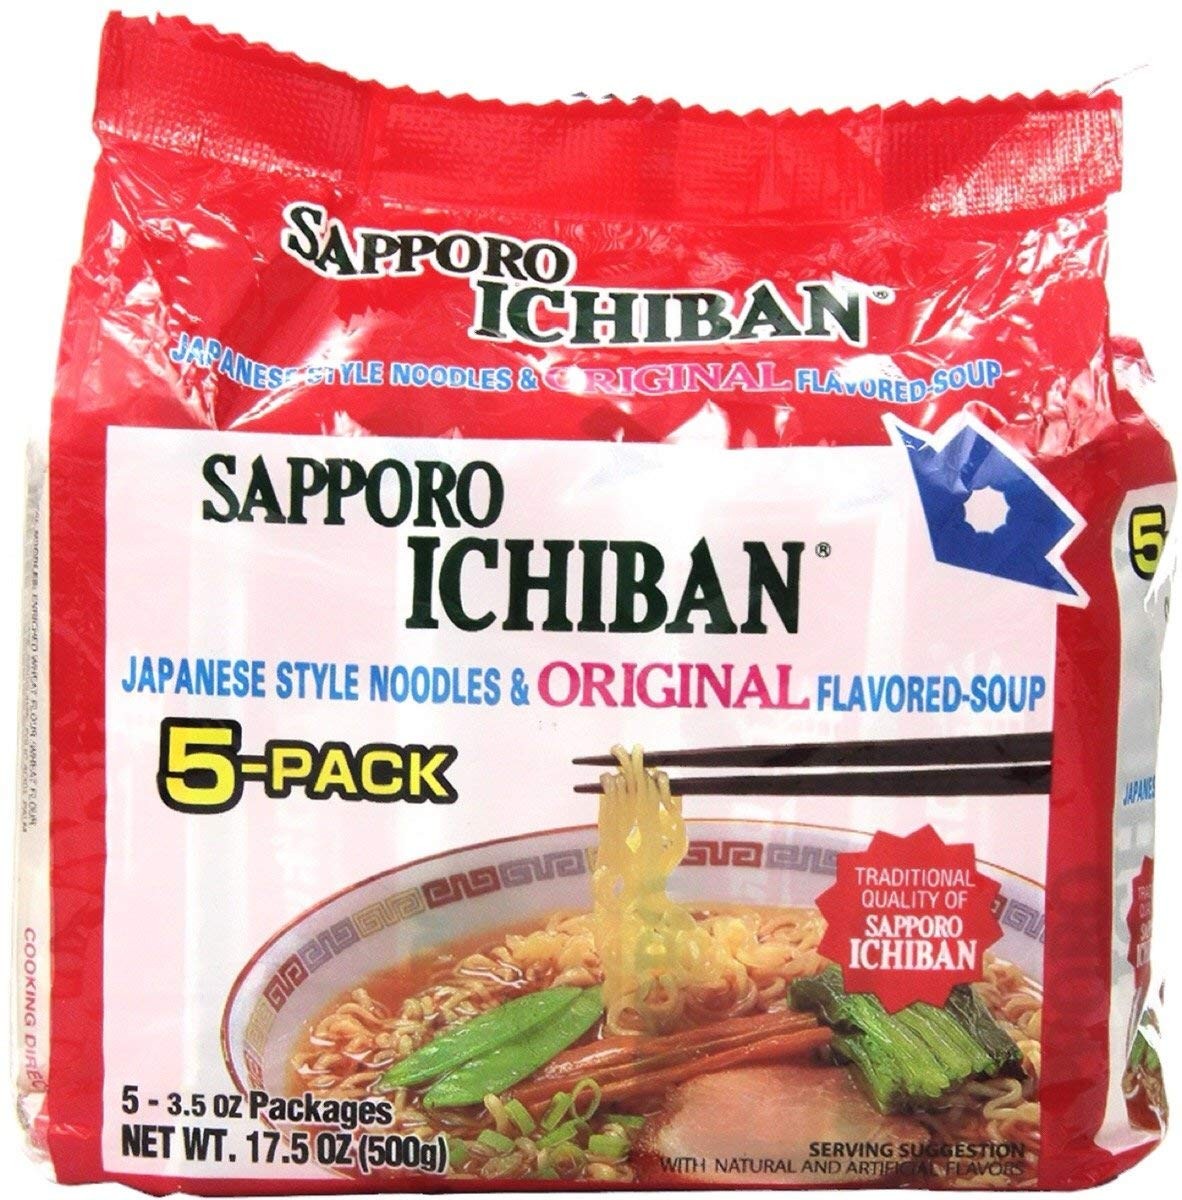 SAPPORO
ICHIBAN®
JAPANESE STYLE NOODLES & ORIGINAL FLAVORED-SOUP
SAPPORO
ICHIBAN®
JAPANESE STYLE NOODLES & ORIGINAL FLAVORED-SOUP
5-PACK
TRADITIONAL
QUALITY OF
SAPPORO
ICHIBAN
5 - 3.5 OZ Packages
NET WT. 17.5 OZ (500g)
SERVING SUGGESTION
WITH NATURAL AND ARTIFICIAL FLAVORS
COOKING
5-